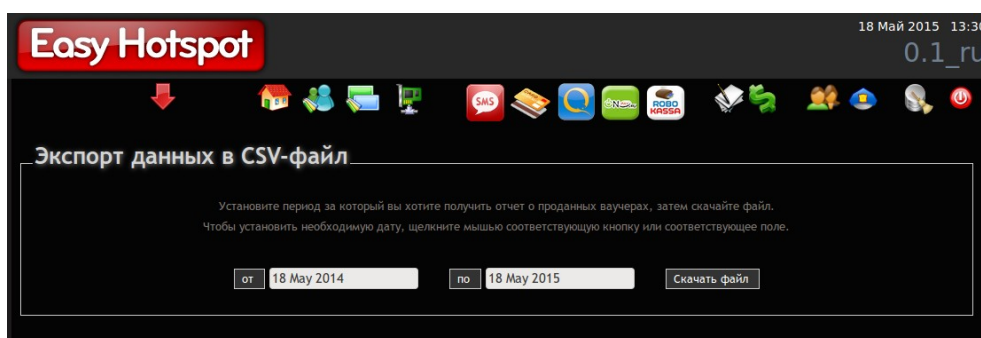 Easy Hotspot
18 Май 2015 13:30
0.1_ru
SMS
ROBO
KASSA
Экспорт данных в CSV-файл
Установите период за который вы хотите получить отчет о проданных ваучерах, затем скачайте файл.
Чтобы установить необходимую дату, щелкните мышью соответствующую кнопку или соответствующее поле.
от 18 May 2014 по 18 May 2015 Скачать файл